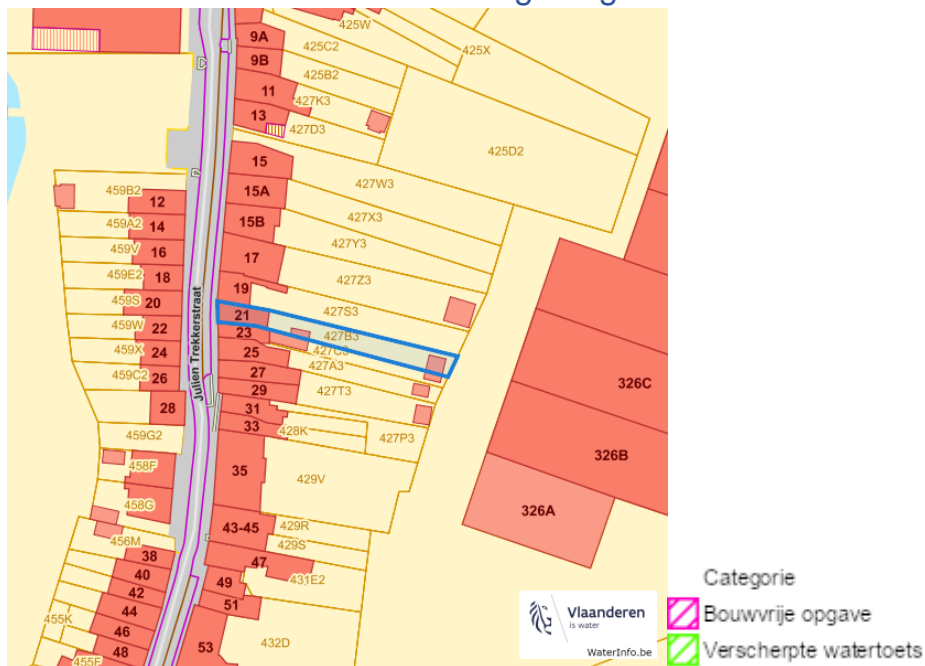 425W
9A
425C2
425X
9B
425B2
11
427K3
13
427D3
425D2
15
427W3
15A
427X3
15B
427Y3
17
427Z3
19
427S3
21
427B3
23
427C3
25
427A3
27
427T3
29
31
428K
33
427P3
35
429V
43-45
429R
429S
47
431E2
49
51
432D
53
459B2
12
459A2
14
459V
16
459E2
18
459S
20
459W
22
459X
24
459C2
26
28
459G2
458F
458G
456M
38
40
42
44
455K
46
48
455F
Julien Trekkerstraat
326C
326B
326A
Vlaanderen
is water
WaterInfo.be
Categorie
Bouwvrije opgave
Verscherpte watertoets